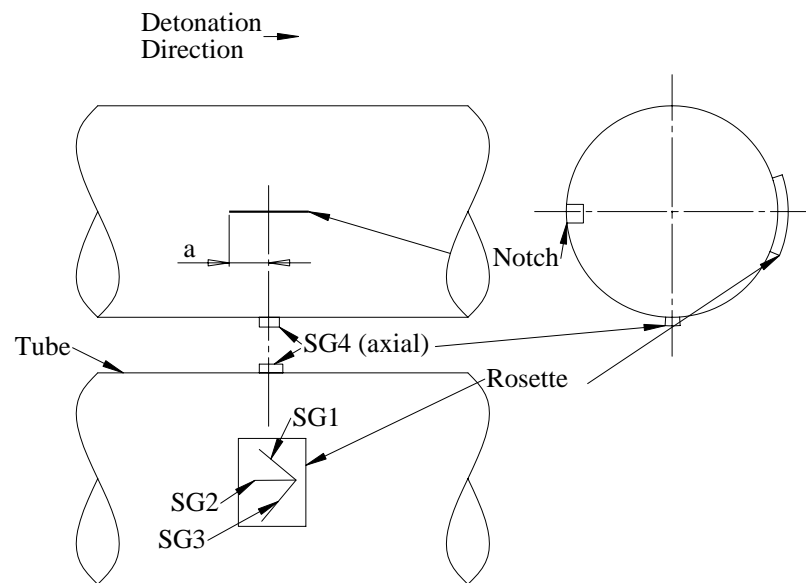 Detonation
Direction
a
Notch
SG4 (axial)
Tube
Rosette
SG1
SG2
SG3